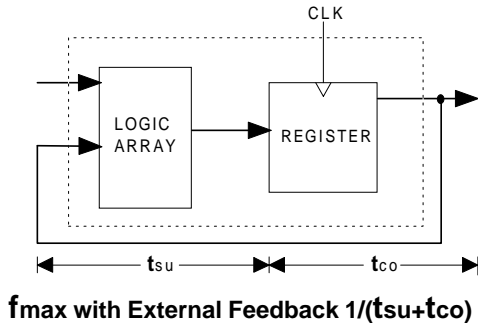 CLK
LOGIC
ARRAY
REGISTER
tsu
tco
fmax with External Feedback 1/(tsu+tco)